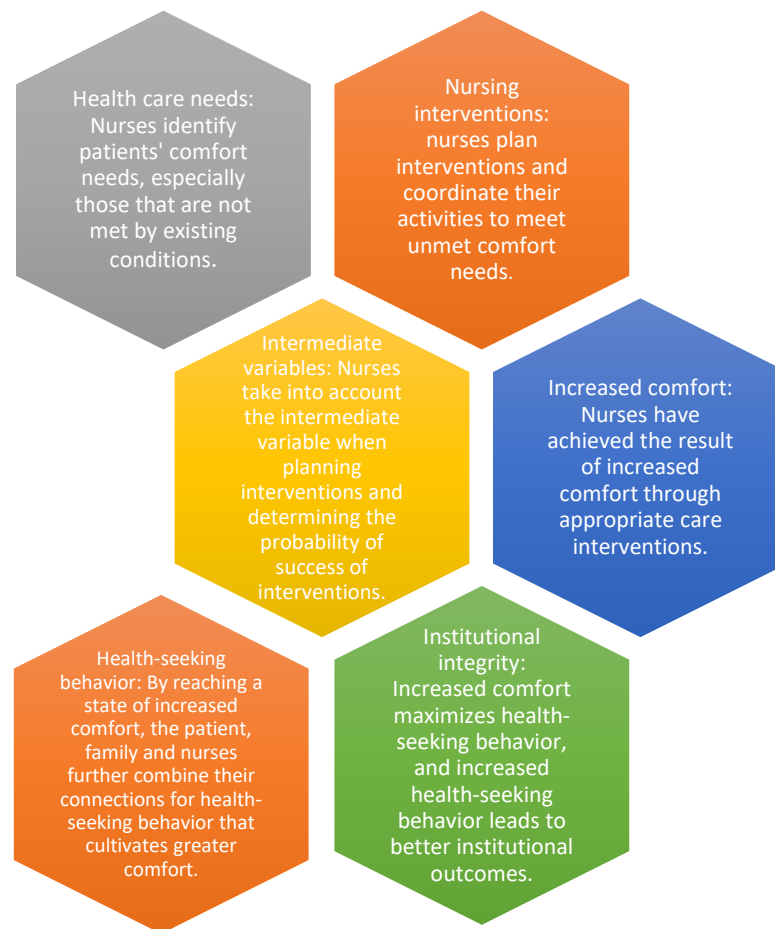 Health care needs:
Nurses identify
patients' comfort
needs, especially
those that are not
met by existing
conditions.
Nursing
interventions:
nurses plan
interventions and
coordinate their
activities to meet
unmet comfort
needs.
Intermediate
variables: Nurses
take into account
the intermediate
variable when
planning
interventions and
determining the
probability of
success of
interventions.
Increased comfort:
Nurses have
achieved the result
of increased
comfort through
appropriate care
interventions.
Health-seeking
behavior: By reaching a
state of increased
comfort, the patient,
family and nurses
further combine their
connections for health-
seeking behavior that
cultivates greater
comfort.
Institutional
integrity:
Increased comfort
maximizes health-
seeking behavior,
and increased
health-seeking
behavior leads to
better institutional
outcomes.